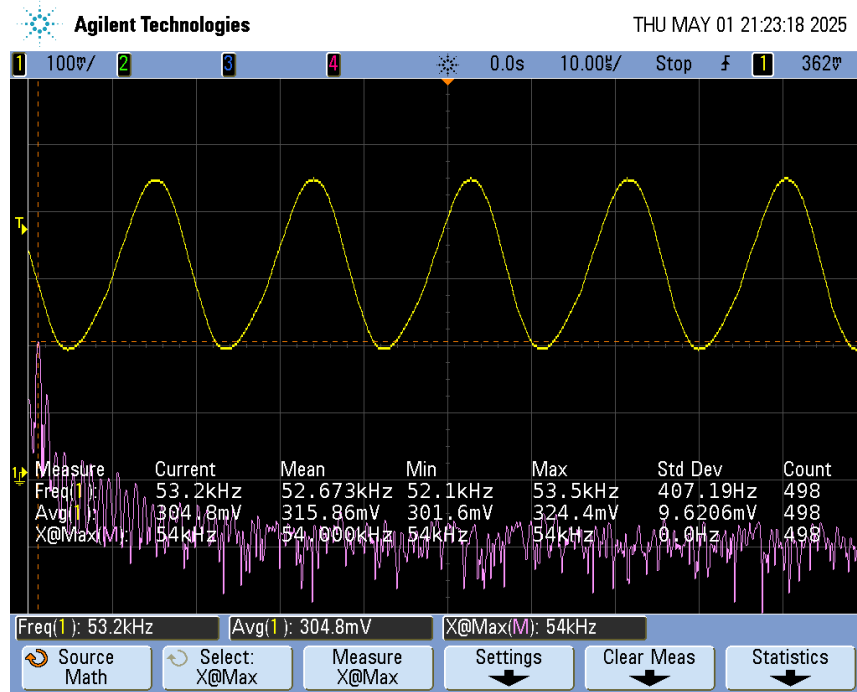 Agilent Technologies THU MAY 01 21:23:18 2025
1 100mV/ 2 3 4 0.0s 10.00us/ Stop 1 362mV
T
1
Measure Current Mean Min Max Std Dev Count
Freq(1): 53.2kHz 52.673kHz 52.1kHz 53.5kHz 407.19Hz 498
Avg(1): 304.8mV 315.86mV 301.6mV 324.4mV 9.6206mV 498
X@Max(M): 54kHz 54.000kHz 54kHz 54kHz 0.0Hz 498
Freq(1): 53.2kHz Avg(1): 304.8mV X@Max(M): 54kHz
Source Select: Measure Settings Clear Meas Statistics
Math X@Max X@Max